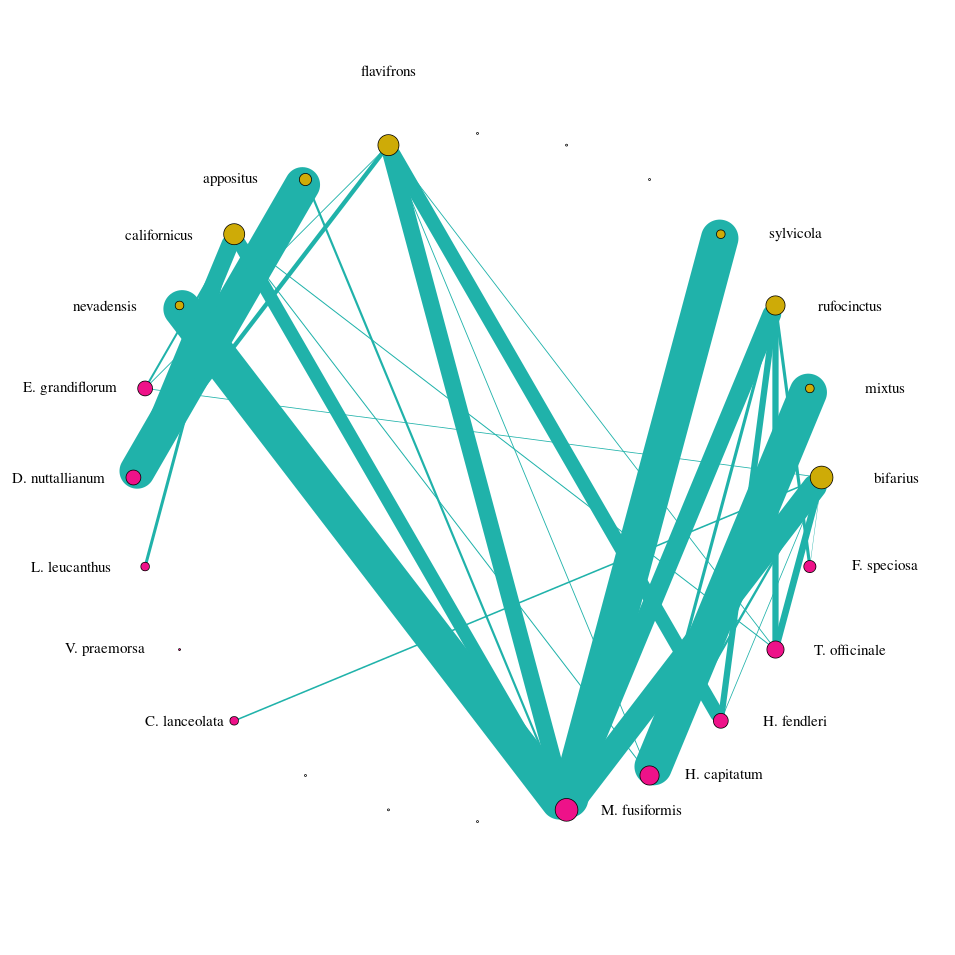 flavifrons
appositus
sylvicola
californicus
nevadensis
rufocinctus
E. grandiflorum
mixtus
D. nuttallianum
bifarius
L. leucanthus
F. speciosa
V. praemorsa
T. officinale
C. lanceolata
H. fendleri
H. capitatum
M. fusiformis